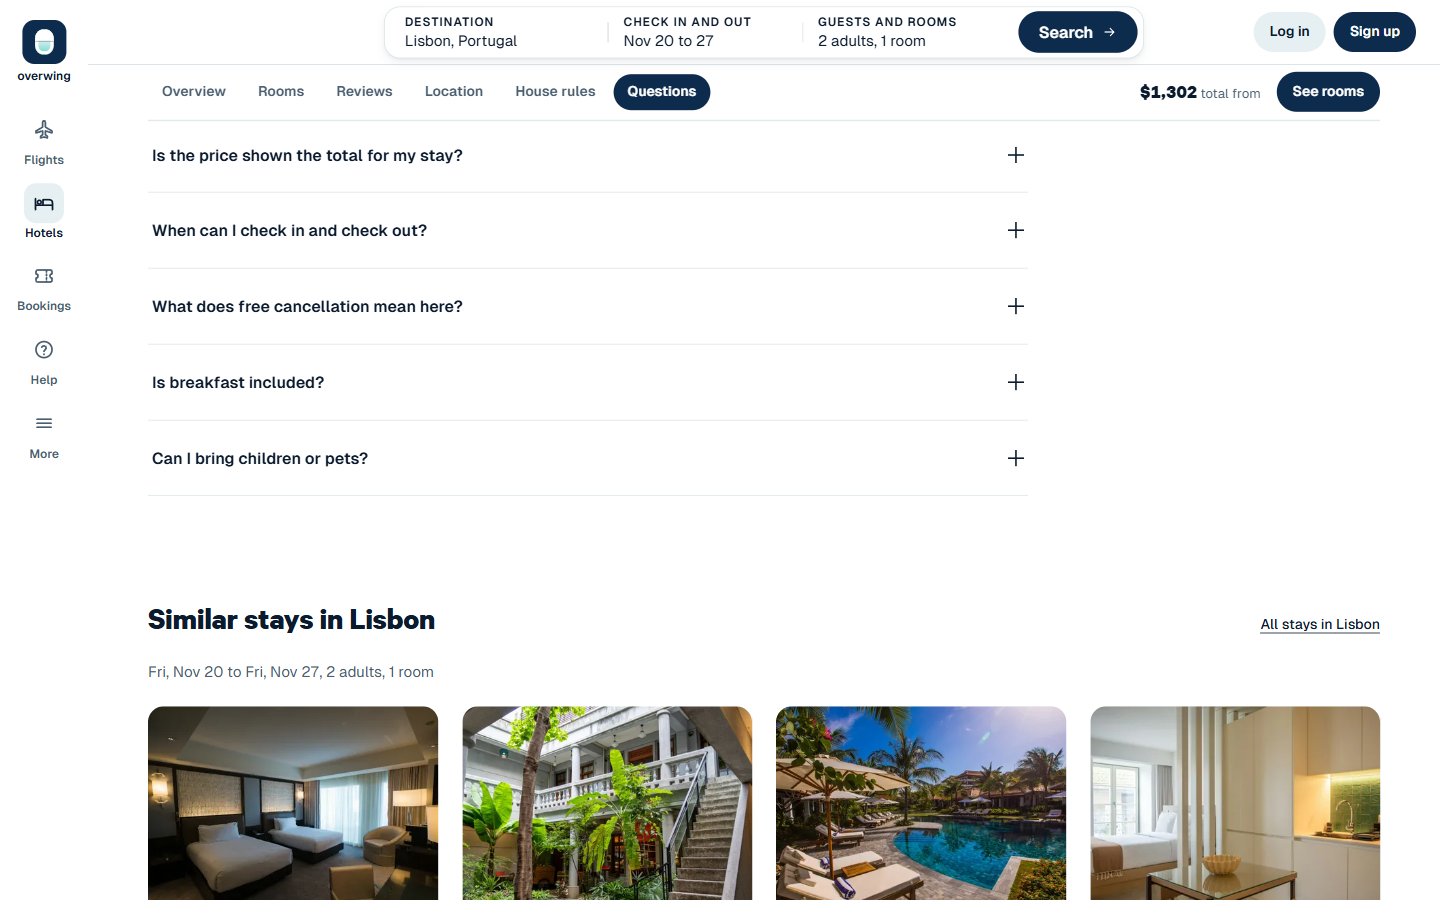 overwing
Flights
Hotels
Bookings
Help
More
DESTINATION
Lisbon, Portugal
CHECK IN AND OUT
Nov 20 to 27
GUESTS AND ROOMS
2 adults, 1 room
Search
Log in
Sign up
Overview
Rooms
Reviews
Location
House rules
Questions
$1,302 total from
See rooms
Is the price shown the total for my stay?
When can I check in and check out?
What does free cancellation mean here?
Is breakfast included?
Can I bring children or pets?
Similar stays in Lisbon
All stays in Lisbon
Fri, Nov 20 to Fri, Nov 27, 2 adults, 1 room